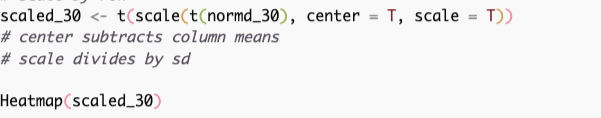 scaled_30 <- t(scale(t(normd_30), center = T, scale = T))
# center subtracts column means
# scale divides by sd
Heatmap(scaled_30)